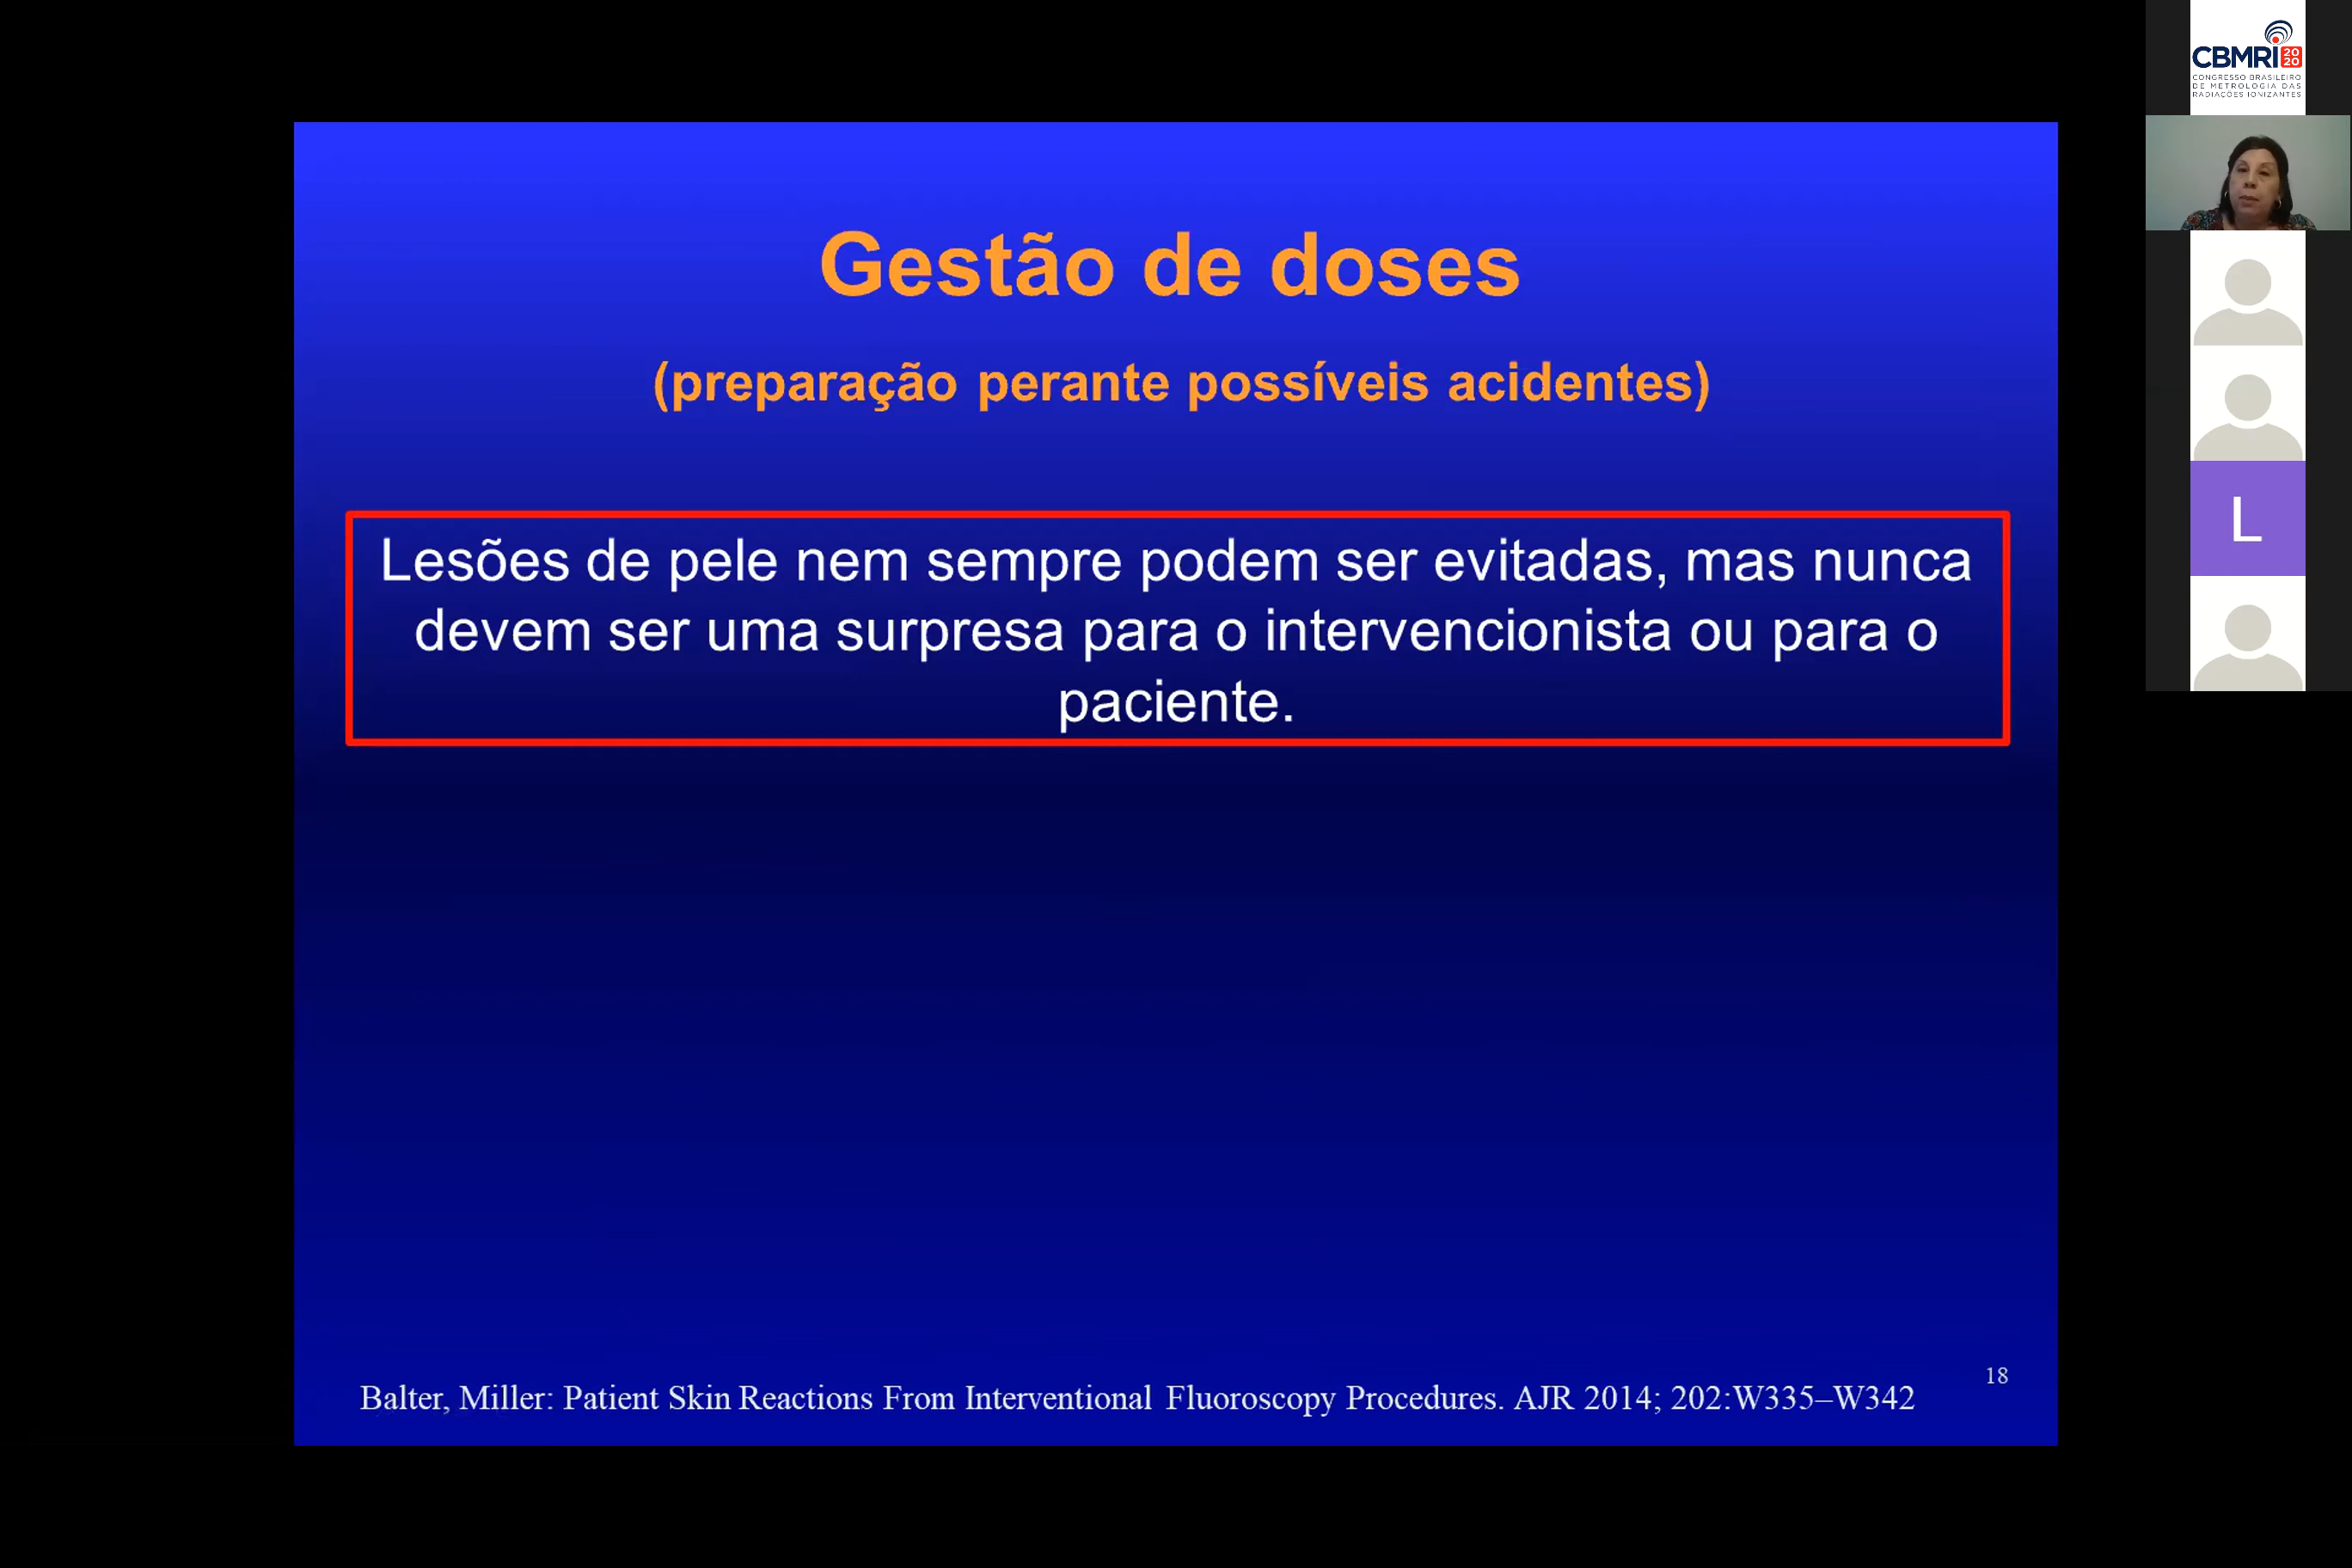 CBMRI 20
20
CONGRESSO BRASILEIRO
DE METROLOGIA DAS
RADIAÇÕES IONIZANTES
Gestão de doses
(preparação perante possíveis acidentes)
Lesões de pele nem sempre podem ser evitadas, mas nunca
devem ser uma surpresa para o intervencionista ou para o
paciente.
L
18
Balter, Miller: Patient Skin Reactions From Interventional Fluoroscopy Procedures. AJR 2014; 202:W335–W342